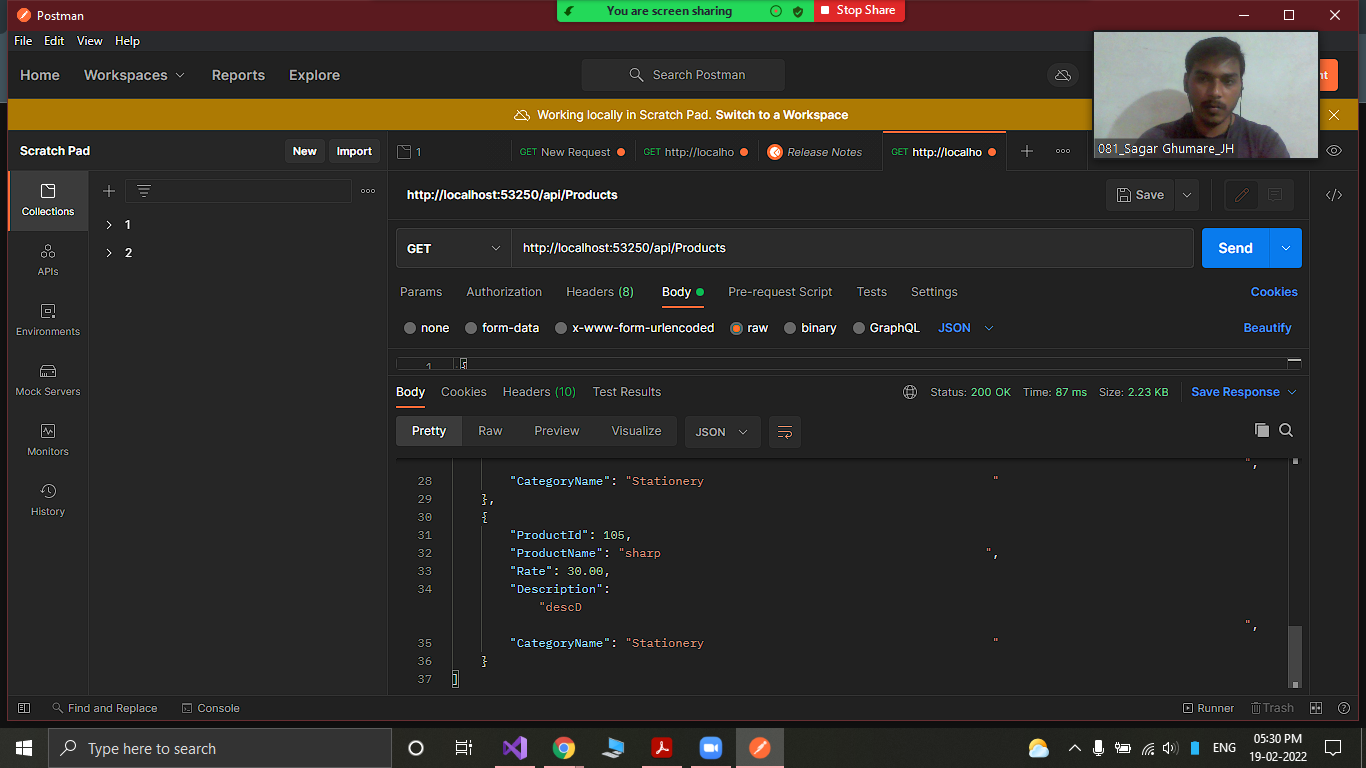 Postman
You are screen sharing
Stop Share
File Edit View Help
Home Workspaces Reports Explore
Search Postman
nt
Working locally in Scratch Pad. Switch to a Workspace
081_Sagar Ghumare_JH
Scratch Pad
New Import
1
GET New Request
GET http://localho
Release Notes
GET http://localho
Collections
APIs
Environments
Mock Servers
Monitors
History
1
2
http://localhost:53250/api/Products
Save
GET
http://localhost:53250/api/Products
Send
Params Authorization Headers (8) Body Pre-request Script Tests Settings Cookies
none form-data x-www-form-urlencoded raw binary GraphQL JSON Beautify
1 {
Body Cookies Headers (10) Test Results
Status: 200 OK Time: 87 ms Size: 2.23 KB Save Response
Pretty Raw Preview Visualize JSON
",
28 "CategoryName": "Stationery "
29 },
30 {
31 "ProductId": 105,
32 "ProductName": "sharp ",
33 "Rate": 30.00,
34 "Description":
"descD
",
35 "CategoryName": "Stationery "
36 }
37 ]
Find and Replace Console
Runner Trash
Type here to search
ENG
05:30 PM
19-02-2022